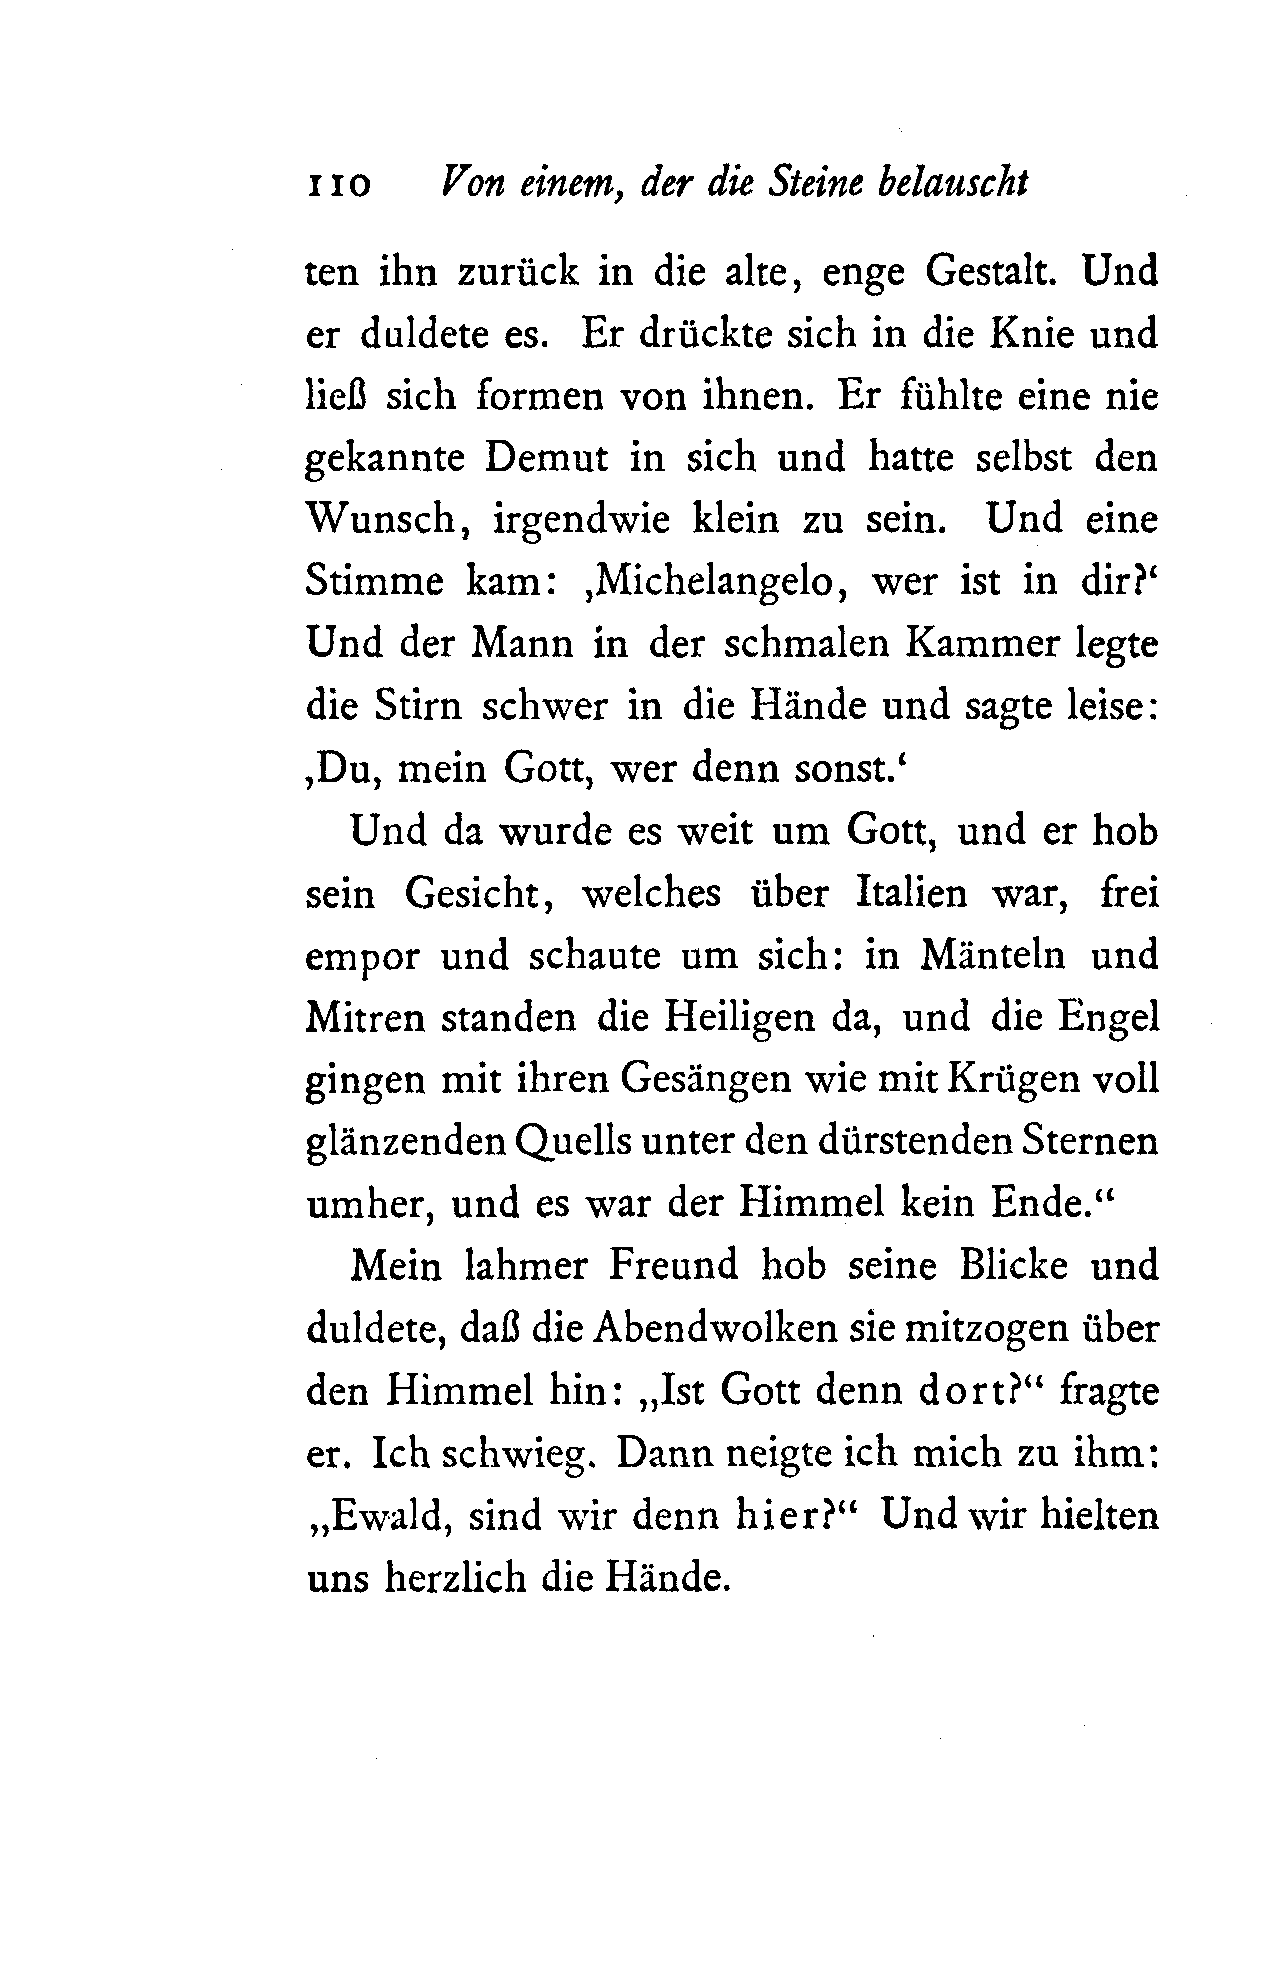 110 Von einem, der die Steine belauscht
ten ihn zurück in die alte, enge Gestalt. Und
er duldete es. Er drückte sich in die Knie und
ließ sich formen von ihnen. Er fühlte eine nie
gekannte Demut in sich und hatte selbst den
Wunsch, irgendwie klein zu sein. Und eine
Stimme kam: ‚Michelangelo, wer ist in dir?‘
Und der Mann in der schmalen Kammer legte
die Stirn schwer in die Hände und sagte leise:
‚Du, mein Gott, wer denn sonst.‘
Und da wurde es weit um Gott, und er hob
sein Gesicht, welches über Italien war, frei
empor und schaute um sich: in Mänteln und
Mitren standen die Heiligen da, und die Engel
gingen mit ihren Gesängen wie mit Krügen voll
glänzenden Quells unter den dürstenden Sternen
umher, und es war der Himmel kein Ende.“
Mein lahmer Freund hob seine Blicke und
duldete, daß die Abendwolken sie mitzogen über
den Himmel hin: „Ist Gott denn dort?“ fragte
er. Ich schwieg. Dann neigte ich mich zu ihm:
„Ewald, sind wir denn hier?“ Und wir hielten
uns herzlich die Hände.